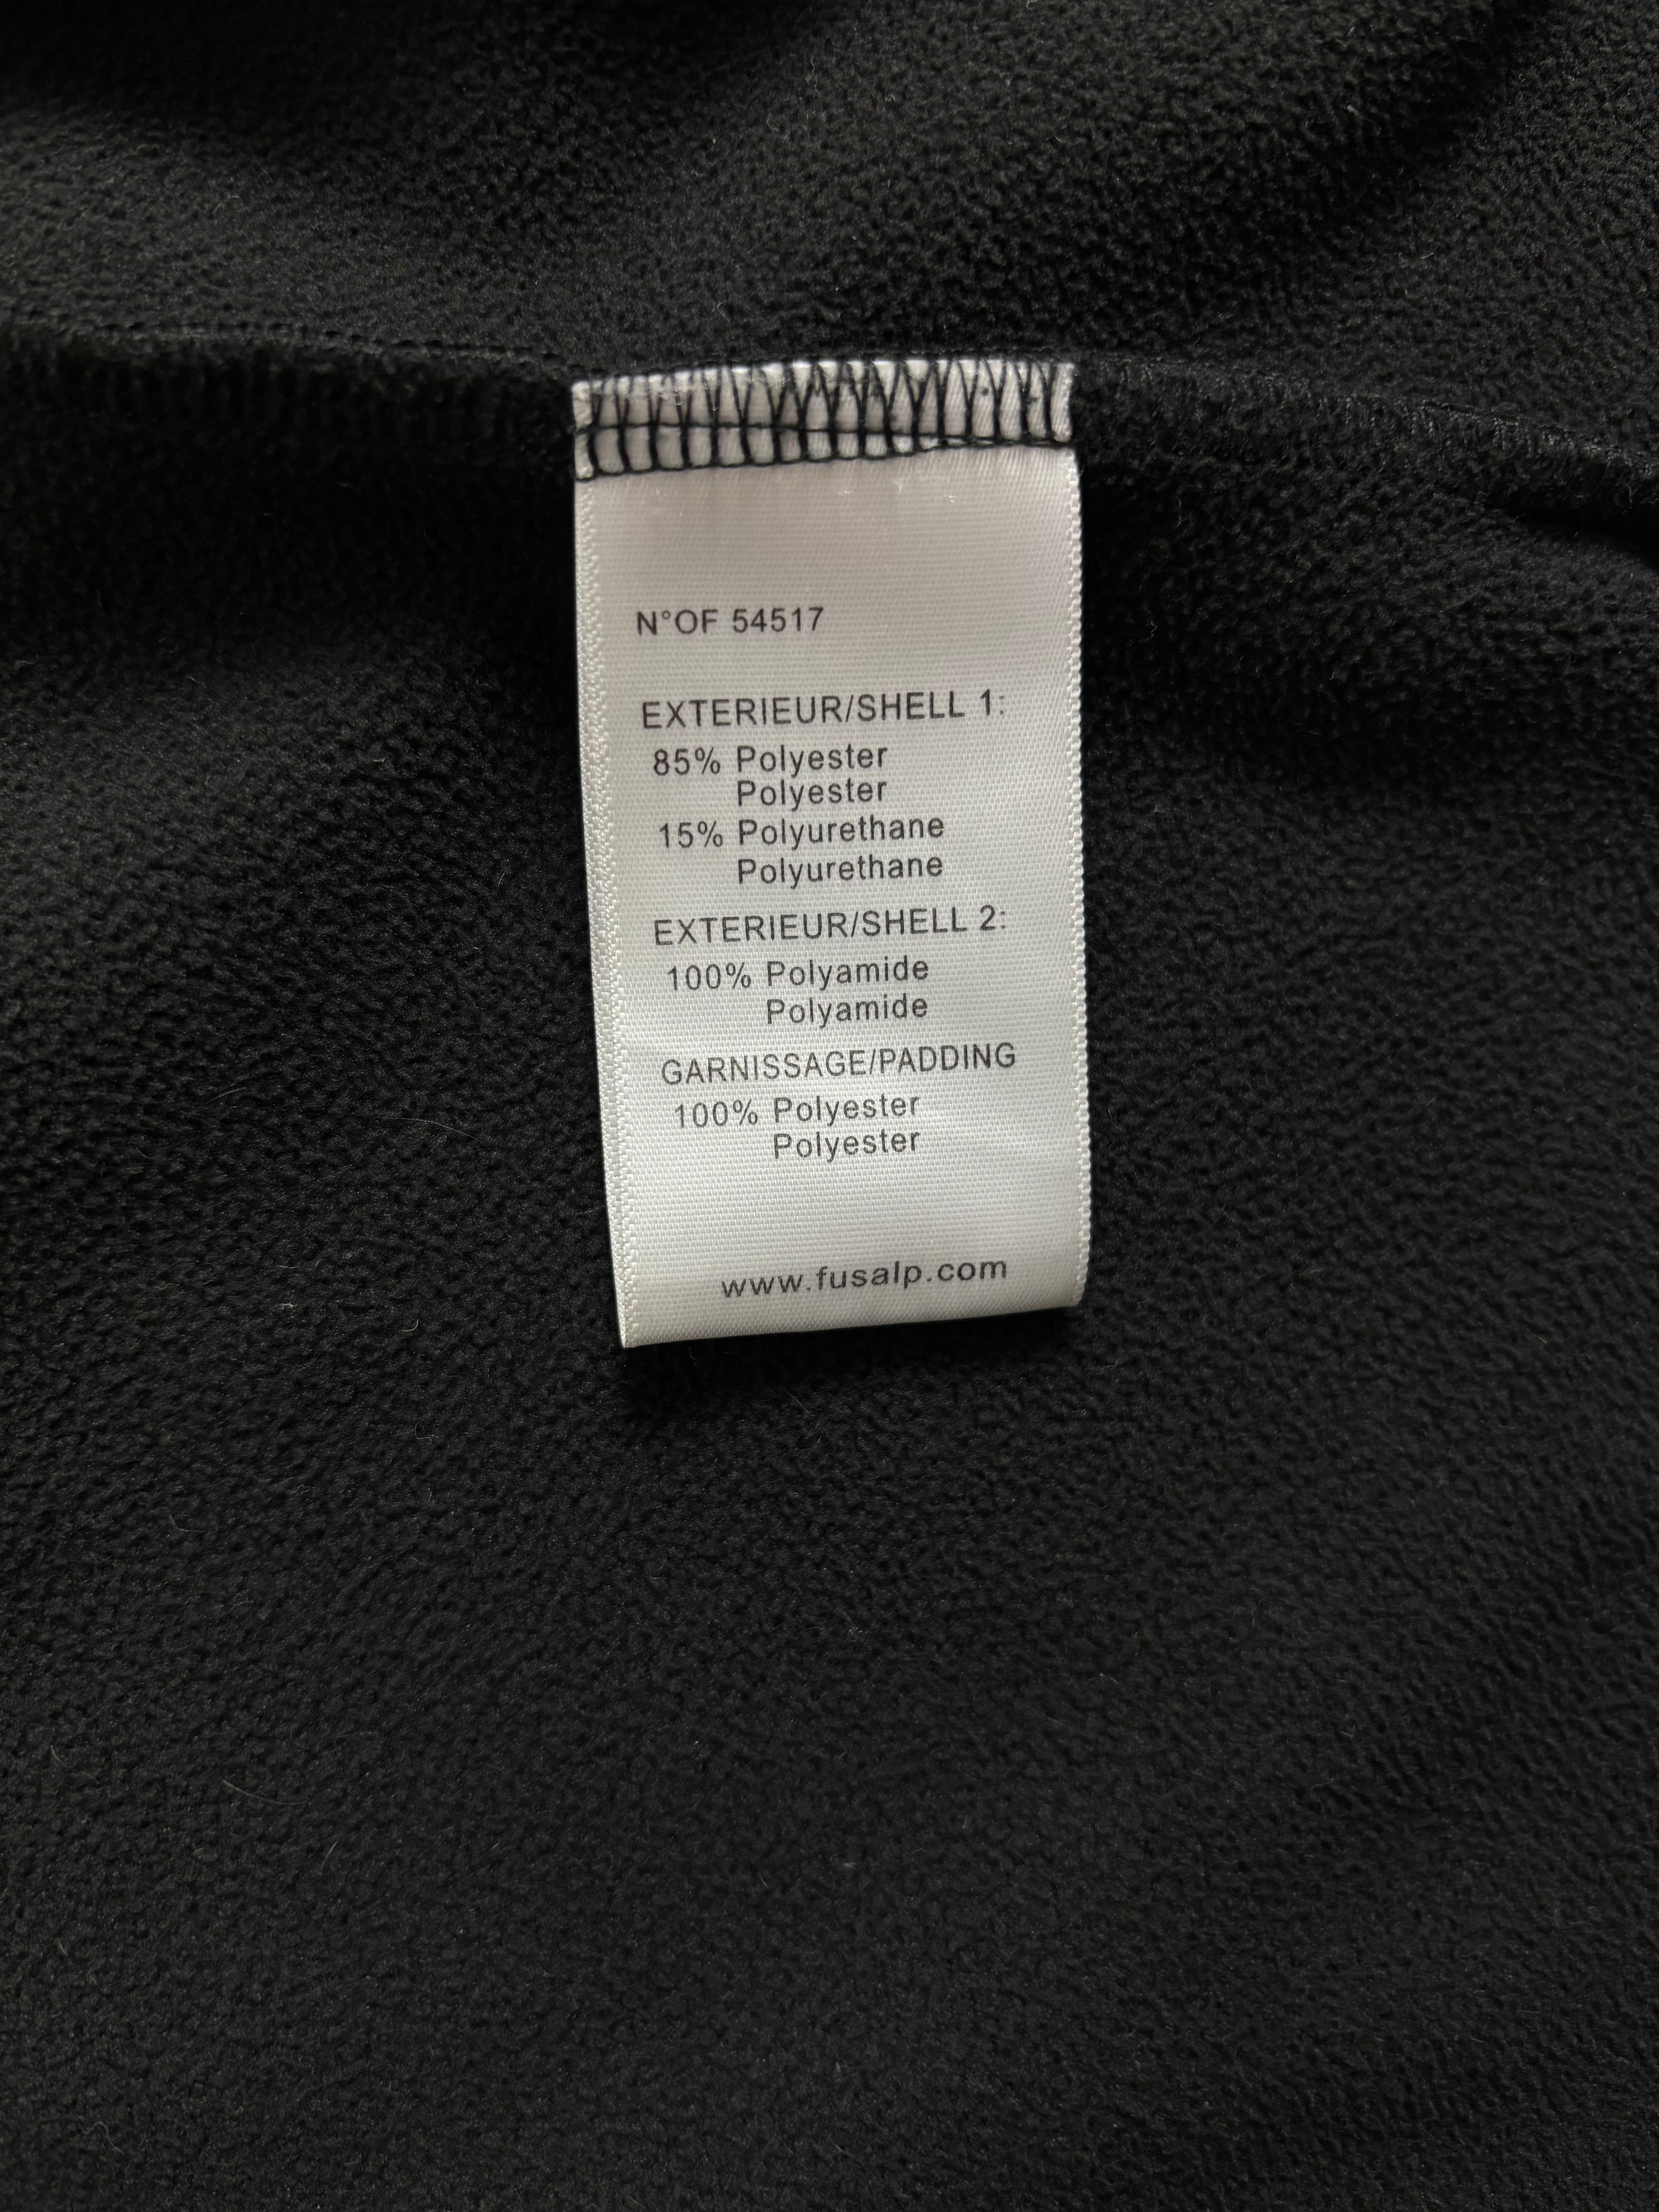 N°OF 54517
EXTERIEUR/SHELL 1:
85% Polyester
Polyester
15% Polyurethane
Polyurethane
EXTERIEUR/SHELL 2:
100% Polyamide
Polyamide
GARNISSAGE/PADDING
100% Polyester
Polyester
www.fusalp.com